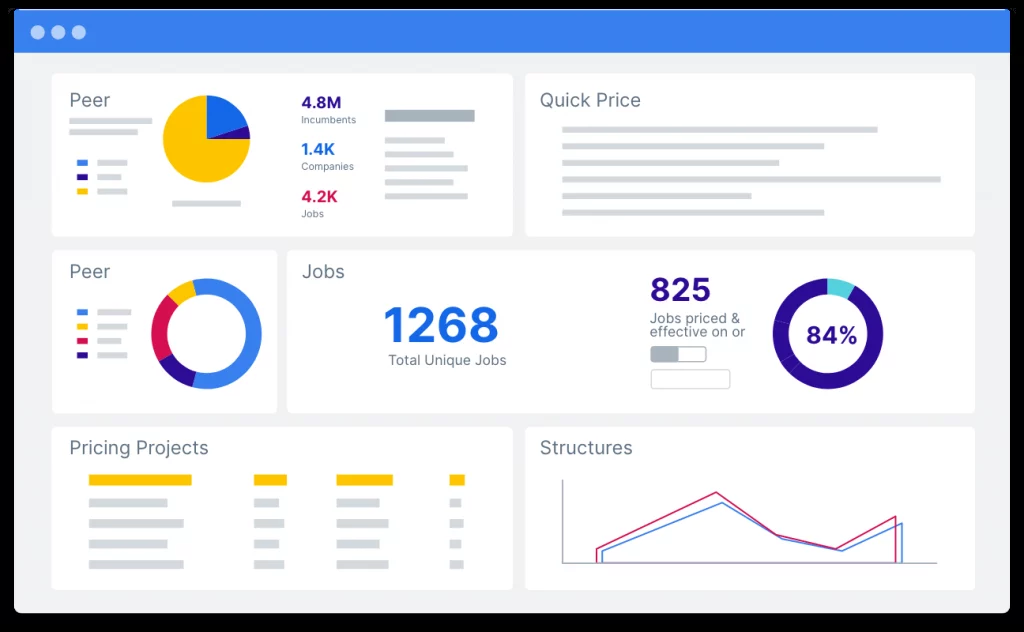 Peer
4.8M
Incumbents
1.4K
Companies
4.2K
Jobs
Quick Price
Peer
Jobs
1268
Total Unique Jobs
825
Jobs priced &
effective on or
84%
Pricing Projects
Structures